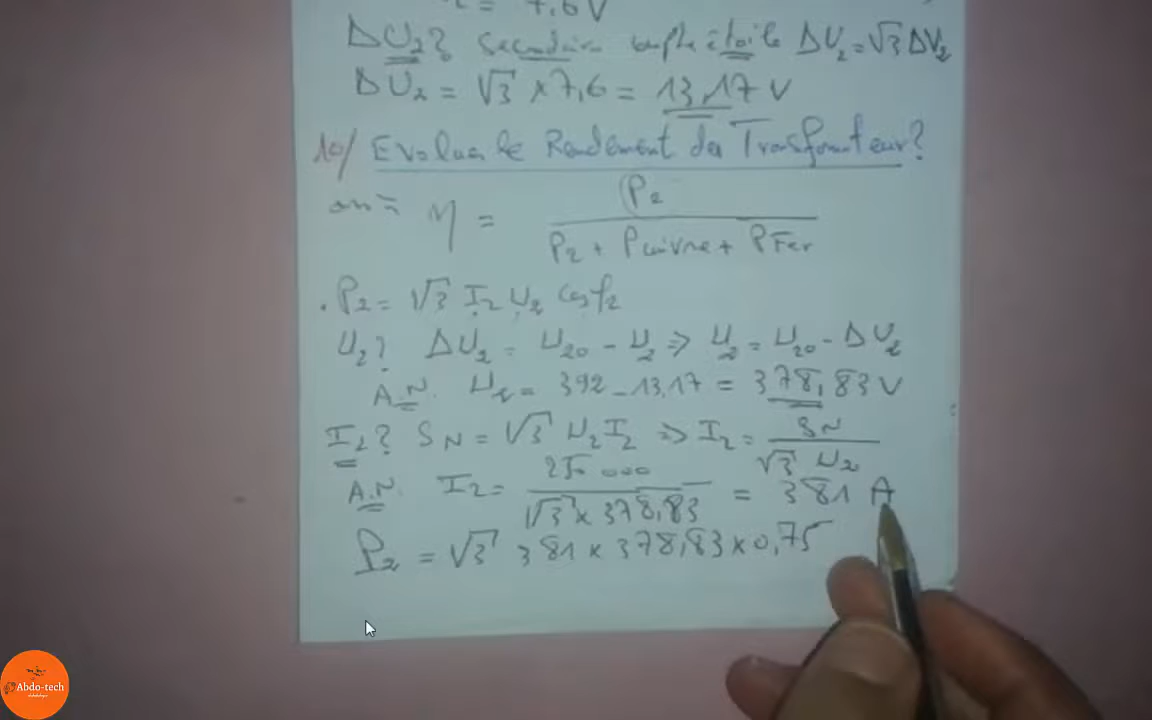 = 7,6 V
ΔU₂? Secondaire couplé étoile ΔU₂ = √3 ΔV₂
ΔU₂ = √3 × 7,6 = 13,17 V
10/ Evaluer le Rendement du Transformateur?
on a η = P₂ / (P₂ + Pcuivre + PFer)
. P₂ = √3 I₂ U₂ cosφ₂
U₂? ΔU₂ = U₂₀ - U₂ => U₂ = U₂₀ - ΔU₂
A.N. U₂ = 392 - 13,17 = 378,83 V
I₂? SN = √3 U₂ I₂ => I₂ = SN / (√3 U₂)
A.N. I₂ = 250 000 / (√3 × 378,83) = 381 A
P₂ = √3 381 × 378,83 × 0,75
Abdo-tech